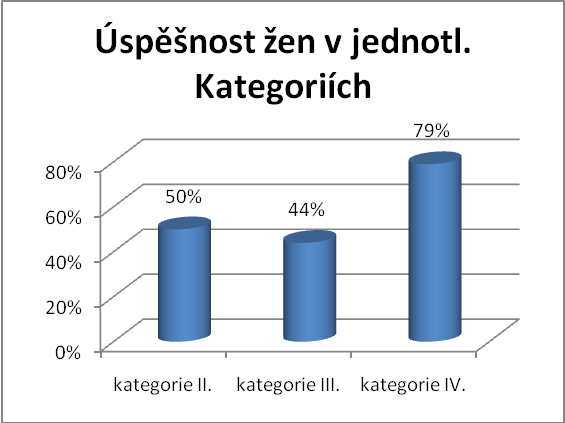 Úspěšnost žen v jednotl.
Kategoriích
79%
80%
50%
44%
60%
40%
20%
0%
kategorie II.
kategorie III.
kategorie IV.